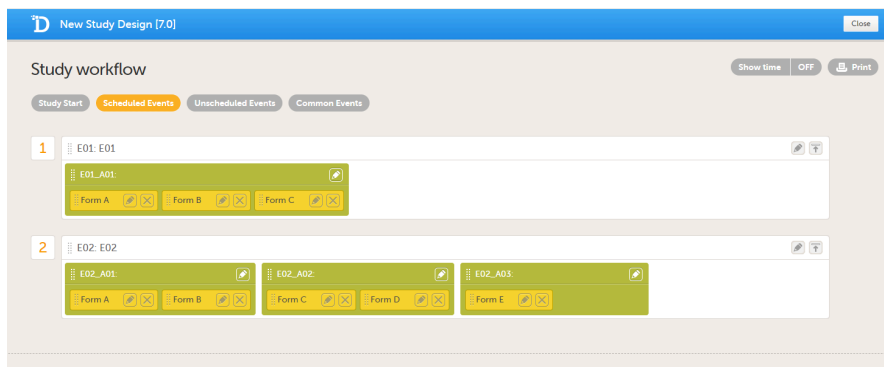 New Study Design [7.0]
Close
Study workflow
Show time OFF Print
Study Start Scheduled Events Unscheduled Events Common Events
1 E01: E01
E01_A01:
Form A Form B Form C
2 E02: E02
E02_A01: E02_A02: E02_A03:
Form A Form B Form C Form D Form E